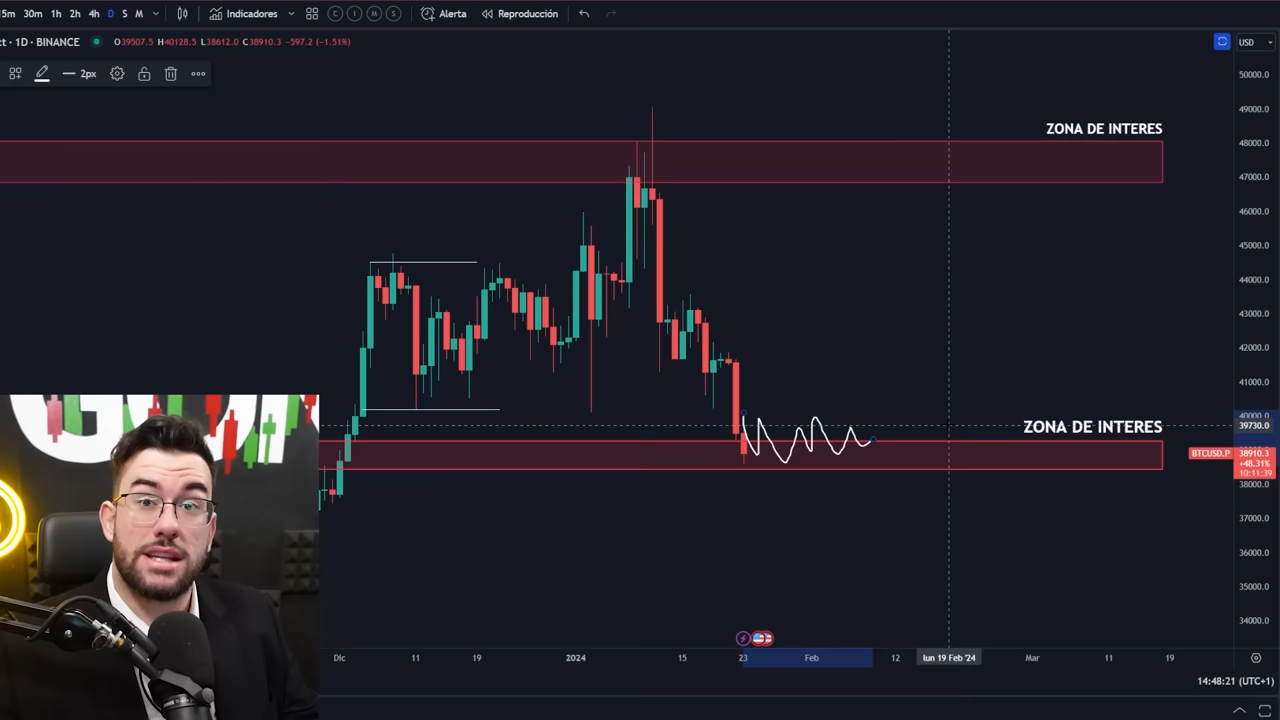 15m 30m 1h 2h 4h D S M Indicadores C I M S Alerta Reproducción
ct · 1D · BINANCE O39507.5 H40128.5 L38612.0 C38910.3 -597.2 (-1.51%) USD
2px
50000.0
49000.0
ZONA DE INTERES
48000.0
47000.0
46000.0
45000.0
44000.0
43000.0
42000.0
41000.0
40000.0
ZONA DE INTERES 39730.0
BTCUSD.P 38910.3
+48.31%
10:11:39
38000.0
37000.0
36000.0
35000.0
34000.0
Dic 11 19 2024 15 23 Feb 12 lun 19 Feb '24 Mar 11 19
14:48:21 (UTC+1)